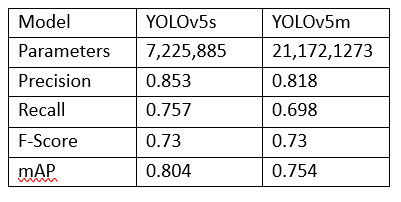 Model YOLOv5s YOLOv5m
Parameters 7,225,885 21,172,1273
Precision 0.853 0.818
Recall 0.757 0.698
F-Score 0.73 0.73
mAP 0.804 0.754